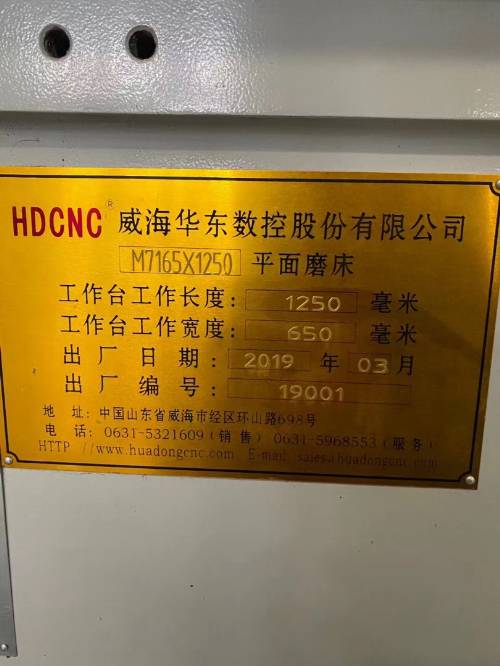 HDCNC® 威海华东数控股份有限公司
M7165X1250 平面磨床
工作台工作长度: 1250 毫米
工作台工作宽度: 650 毫米
出厂日期: 2019 年 03 月
出厂编号: 19001
地 址: 中国山东省威海市经区环山路698号
电 话: 0631-5321609(销售) 0631-5968553(服务)
HTTP //www.huadongcnc.com E-mail sales@huadongcnc.com